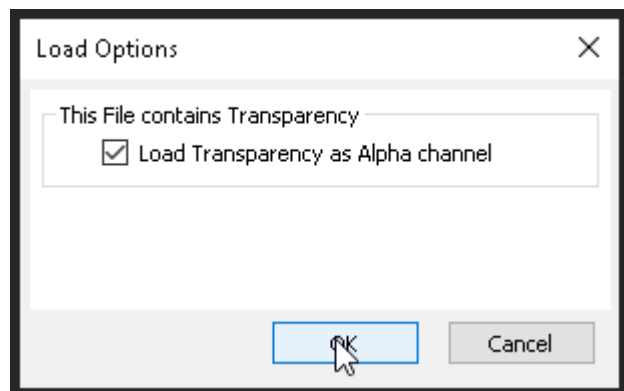 Load Options
This File contains Transparency
Load Transparency as Alpha channel
OK
Cancel